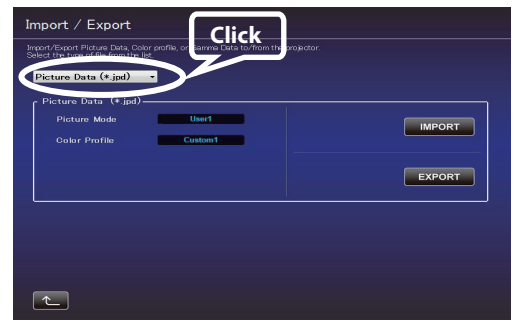 Import / Export
Click
Import/Export Picture Data, Color profile, or Gamma Data to/from the projector.
Select the type of file from the list.
Picture Data (*.jpd)
Picture Data (*.jpd)
Picture Mode
User1
IMPORT
Color Profile
Custom1
EXPORT